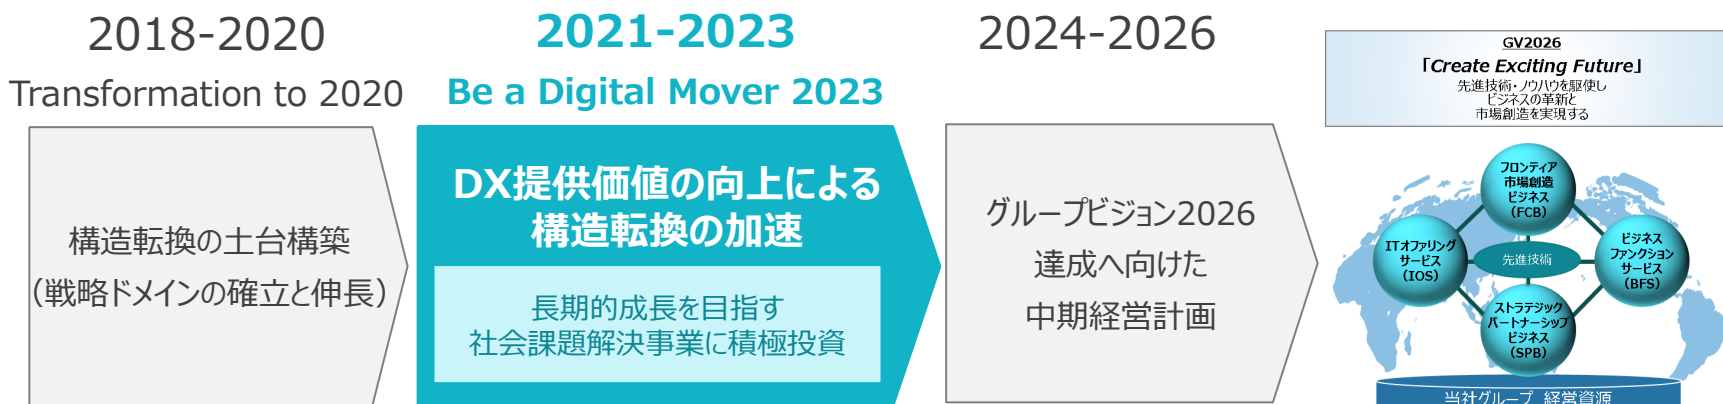 2018-2020
Transformation to 2020
構造転換の土台構築
(戦略ドメインの確立と伸長)
2021-2023
Be a Digital Mover 2023
DX提供価値の向上による
構造転換の加速
長期的成長を目指す
社会課題解決事業に積極投資
2024-2026
グループビジョン2026
達成へ向けた
中期経営計画
GV2026
「Create Exciting Future」
先進技術・ノウハウを駆使し
ビジネスの革新と
市場創造を実現する
フロンティア
市場創造
ビジネス
(FCB)
ITオファリング
サービス
(IOS)
先進技術
ビジネス
ファンクション
サービス
(BFS)
ストラテジック
パートナーシップ
ビジネス
(SPB)
当社グループ 経営資源